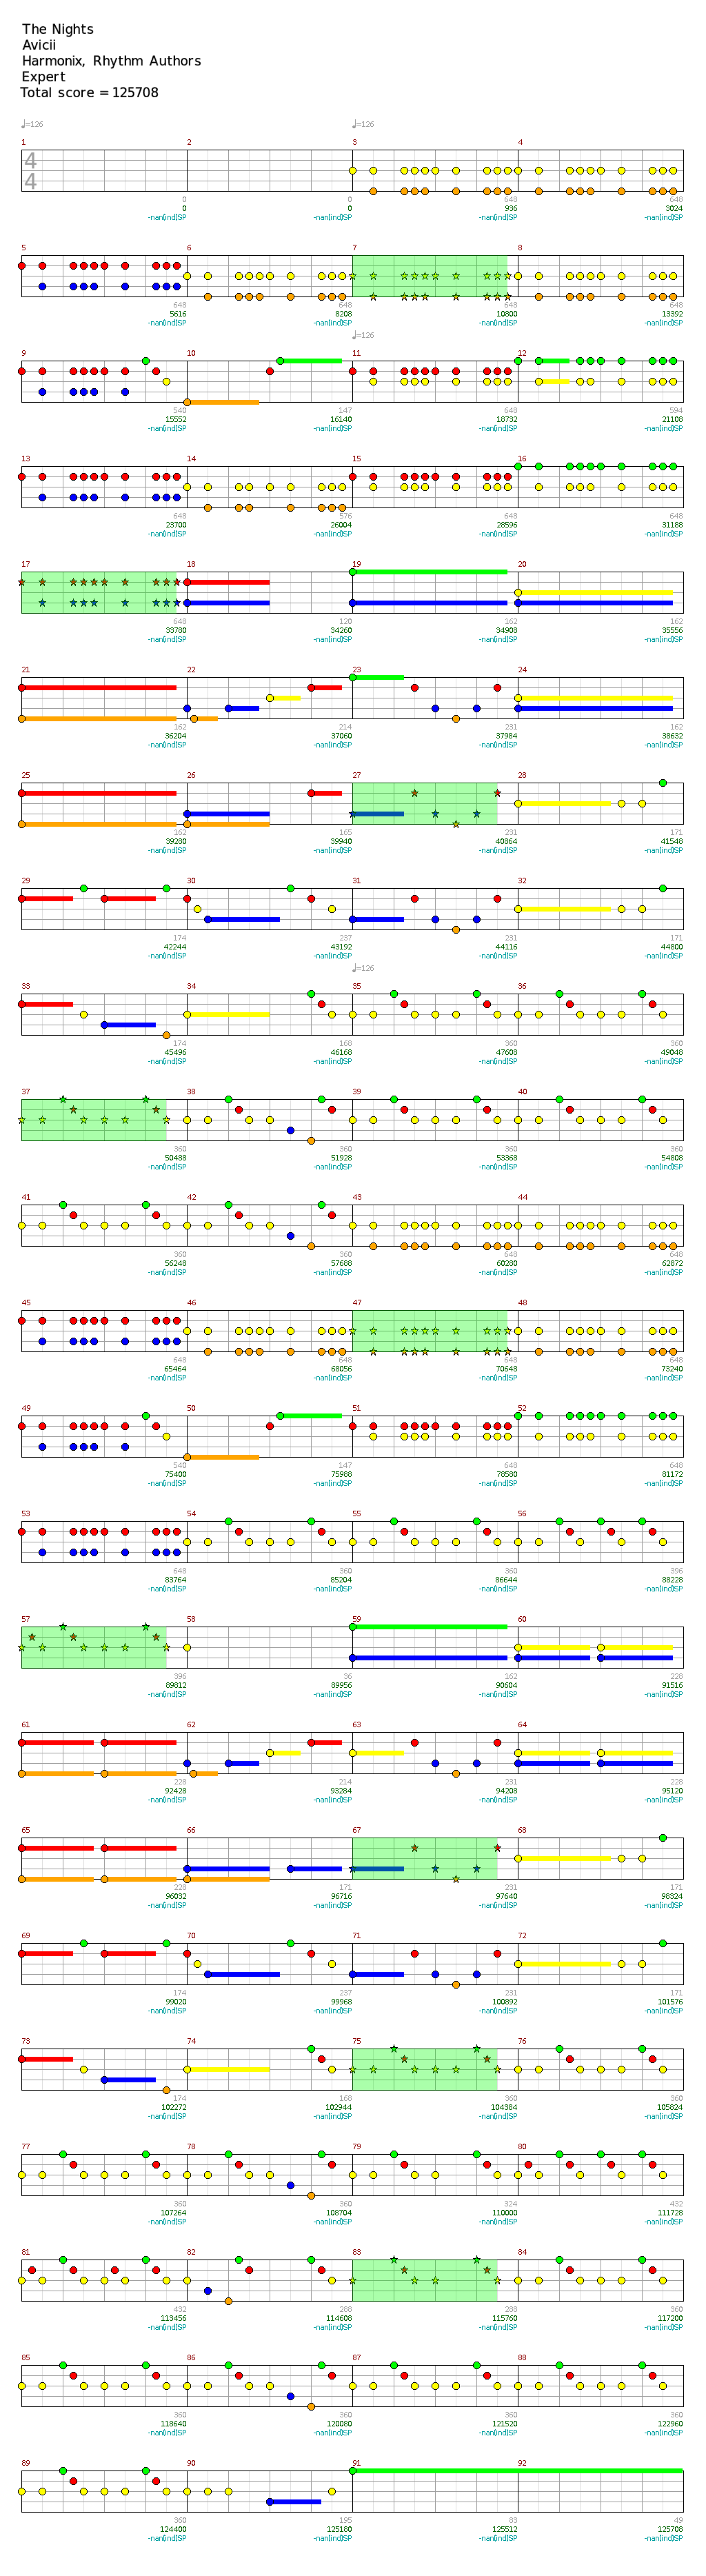 The Nights
Avicii
Harmonix, Rhythm Authors
Expert
Total score = 125708
♩=126 ♩=126
1 2 3 4
4
4
0 0 648 648
0 0 936 3024
-nan(ind)SP -nan(ind)SP -nan(ind)SP -nan(ind)SP
5 6 7 8
648 648 648 648
5616 8208 10800 13392
-nan(ind)SP -nan(ind)SP -nan(ind)SP -nan(ind)SP
♩=126
9 10 11 12
540 147 648 594
15552 16140 18732 21108
-nan(ind)SP -nan(ind)SP -nan(ind)SP -nan(ind)SP
13 14 15 16
648 576 648 648
23700 26004 28596 31188
-nan(ind)SP -nan(ind)SP -nan(ind)SP -nan(ind)SP
17 18 19 20
648 120 162 162
33780 34260 34908 35556
-nan(ind)SP -nan(ind)SP -nan(ind)SP -nan(ind)SP
21 22 23 24
162 214 231 162
36204 37060 37984 38632
-nan(ind)SP -nan(ind)SP -nan(ind)SP -nan(ind)SP
25 26 27 28
162 165 231 171
39280 39940 40864 41548
-nan(ind)SP -nan(ind)SP -nan(ind)SP -nan(ind)SP
29 30 31 32
174 237 231 171
42244 43192 44116 44800
-nan(ind)SP -nan(ind)SP -nan(ind)SP -nan(ind)SP
♩=126
33 34 35 36
174 168 360 360
45496 46168 47608 49048
-nan(ind)SP -nan(ind)SP -nan(ind)SP -nan(ind)SP
37 38 39 40
360 360 360 360
50488 51928 53368 54808
-nan(ind)SP -nan(ind)SP -nan(ind)SP -nan(ind)SP
41 42 43 44
360 360 648 648
56248 57688 60280 62872
-nan(ind)SP -nan(ind)SP -nan(ind)SP -nan(ind)SP
45 46 47 48
648 648 648 648
65464 68056 70648 73240
-nan(ind)SP -nan(ind)SP -nan(ind)SP -nan(ind)SP
49 50 51 52
540 147 648 648
75400 75988 78580 81172
-nan(ind)SP -nan(ind)SP -nan(ind)SP -nan(ind)SP
53 54 55 56
648 360 360 396
83764 85204 86644 88228
-nan(ind)SP -nan(ind)SP -nan(ind)SP -nan(ind)SP
57 58 59 60
396 36 162 228
89812 89956 90604 91516
-nan(ind)SP -nan(ind)SP -nan(ind)SP -nan(ind)SP
61 62 63 64
228 214 231 228
92428 93284 94208 95120
-nan(ind)SP -nan(ind)SP -nan(ind)SP -nan(ind)SP
65 66 67 68
228 171 231 171
96032 96716 97640 98324
-nan(ind)SP -nan(ind)SP -nan(ind)SP -nan(ind)SP
69 70 71 72
174 237 231 171
99020 99968 100892 101576
-nan(ind)SP -nan(ind)SP -nan(ind)SP -nan(ind)SP
73 74 75 76
174 168 360 360
102272 102944 104384 105824
-nan(ind)SP -nan(ind)SP -nan(ind)SP -nan(ind)SP
77 78 79 80
360 360 324 432
107264 108704 110000 111728
-nan(ind)SP -nan(ind)SP -nan(ind)SP -nan(ind)SP
81 82 83 84
432 288 288 360
113456 114608 115760 117200
-nan(ind)SP -nan(ind)SP -nan(ind)SP -nan(ind)SP
85 86 87 88
360 360 360 360
118640 120080 121520 122960
-nan(ind)SP -nan(ind)SP -nan(ind)SP -nan(ind)SP
89 90 91 92
360 195 83 49
124400 125180 125512 125708
-nan(ind)SP -nan(ind)SP -nan(ind)SP -nan(ind)SP